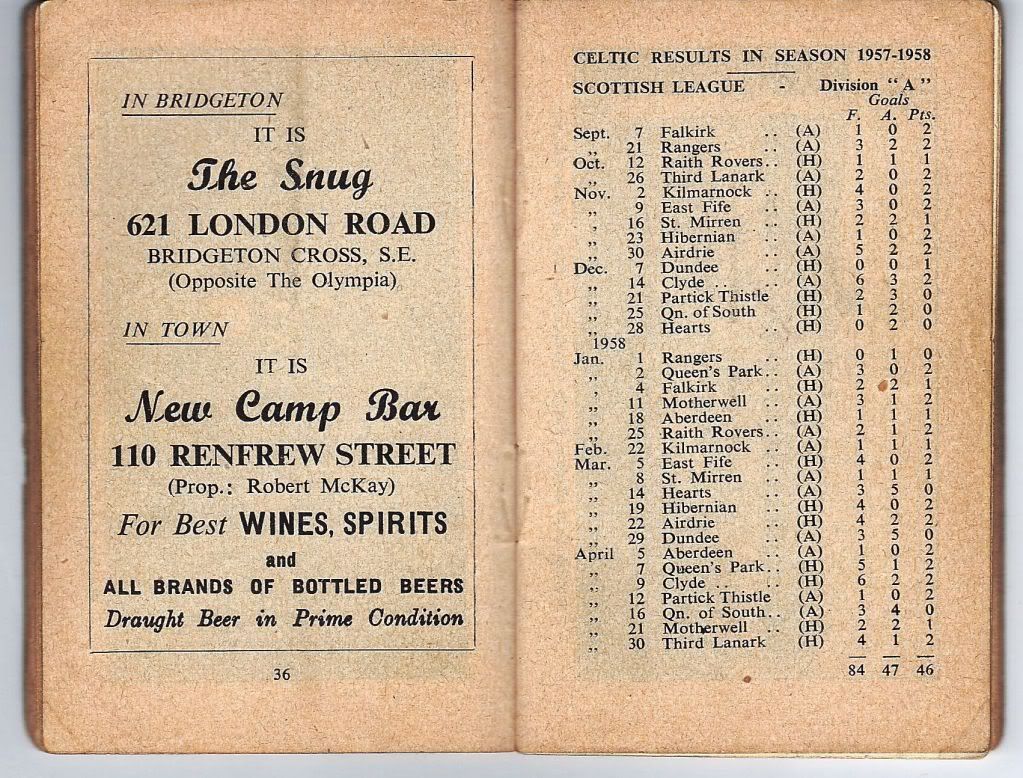 IN BRIDGETON
IT IS
The Snug
621 LONDON ROAD
BRIDGETON CROSS, S.E.
(Opposite The Olympia)
IN TOWN
IT IS
New Camp Bar
110 RENFREW STREET
(Prop.: Robert McKay)
For Best WINES, SPIRITS
and
ALL BRANDS OF BOTTLED BEERS
Draught Beer in Prime Condition
36
CELTIC RESULTS IN SEASON 1957-1958
SCOTTISH LEAGUE - Division "A"
Goals
F. A. Pts.
Sept. 7 Falkirk .. (A) 1 0 2
,, 21 Rangers .. (A) 3 2 2
Oct. 12 Raith Rovers .. (H) 1 1 1
,, 26 Third Lanark (A) 2 0 2
Nov. 2 Kilmarnock .. (H) 4 0 2
,, 9 East Fife .. (A) 3 0 2
,, 16 St. Mirren .. (H) 2 2 1
,, 23 Hibernian .. (A) 1 0 2
,, 30 Airdrie .. (A) 5 2 2
Dec. 7 Dundee .. (H) 0 0 1
,, 14 Clyde .. .. (A) 6 3 2
,, 21 Partick Thistle (H) 2 3 0
,, 25 Qn. of South (H) 1 2 0
,, 28 Hearts .. (H) 0 2 0
1958
Jan. 1 Rangers .. (H) 0 1 0
,, 2 Queen's Park .. (A) 3 0 2
, 4 Falkirk .. (H) 2 2 1
,, 11 Motherwell .. (A) 3 1 2
,, 18 Aberdeen .. (H) 1 1 1
,, 25 Raith Rovers .. (A) 2 1 2
Feb. 22 Kilmarnock .. (A) 1 1 1
Mar. 5 East Fife .. (H) 4 0 2
,, 8 St. Mirren .. (A) 1 1 1
,, 14 Hearts .. (A) 3 5 0
,, 19 Hibernian .. (H) 4 0 2
,, 22 Airdrie .. (H) 4 2 2
,, 29 Dundee .. (A) 3 5 0
April 5 Aberdeen .. (A) 1 0 2
,, 7 Queen's Park .. (H) 5 1 2
,, 9 Clyde .. .. (H) 6 2 2
,, 12 Partick Thistle (A) 1 0 2
,, 16 Qn. of South .. (A) 3 4 0
,, 21 Motherwell .. (H) 2 2 1
,, 30 Third Lanark (H) 4 1 2
84 47 46